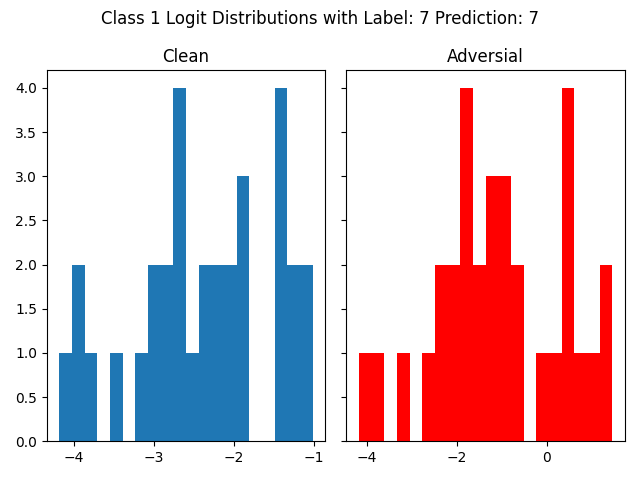 Class 1 Logit Distributions with Label: 7 Prediction: 7
Clean
Adversial
4.0
3.5
3.0
2.5
2.0
1.5
1.0
0.5
0.0
−4 −3 −2 −1
−4 −2 0